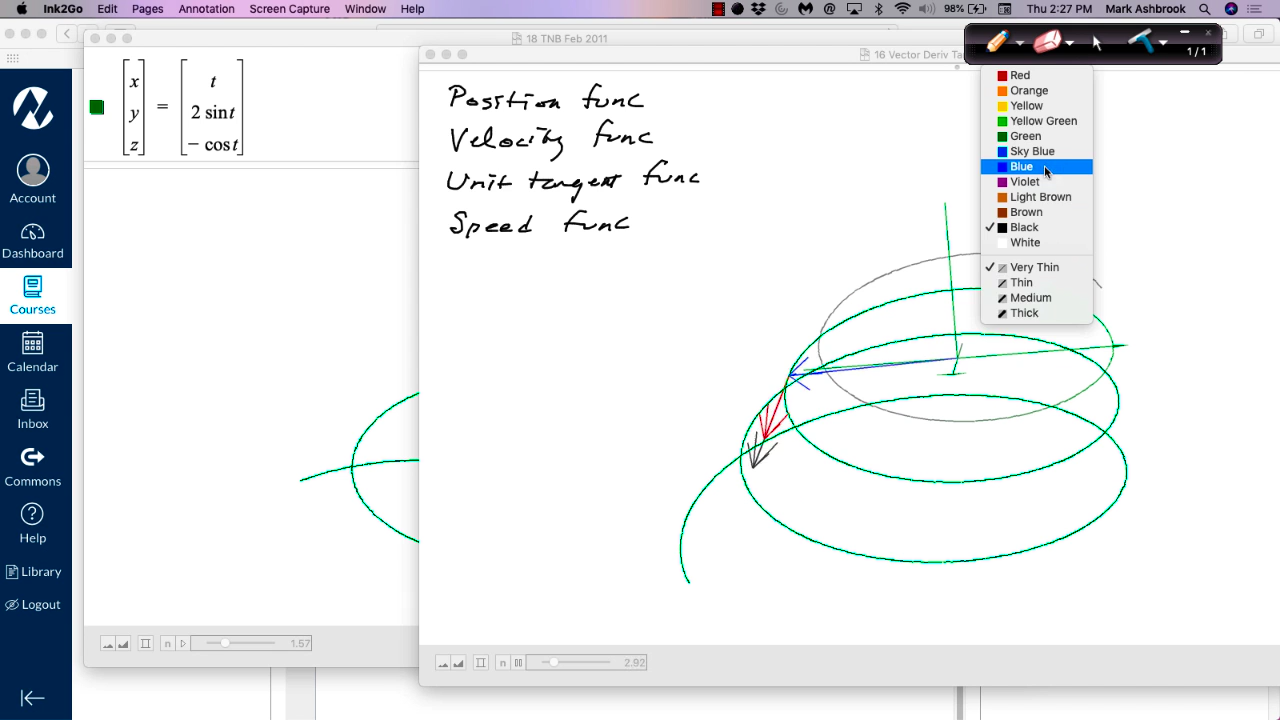 Ink2Go File Edit Pages Annotation Screen Capture Window Help 98% Thu 2:27 PM Mark Ashbrook
18 TNB Feb 2011
16 Vector Deriv Ta
1 / 1
x
y
z
=
t
2 sint
− cost
Position func
Velocity func
Unit tangent func
Speed func
Red
Orange
Yellow
Yellow Green
Green
Sky Blue
Blue
Violet
Light Brown
Brown
✓ Black
White
✓ Very Thin
Thin
Medium
Thick
Account
Dashboard
Courses
Calendar
Inbox
Commons
Help
Library
Logout
n 1.57
n 2.92